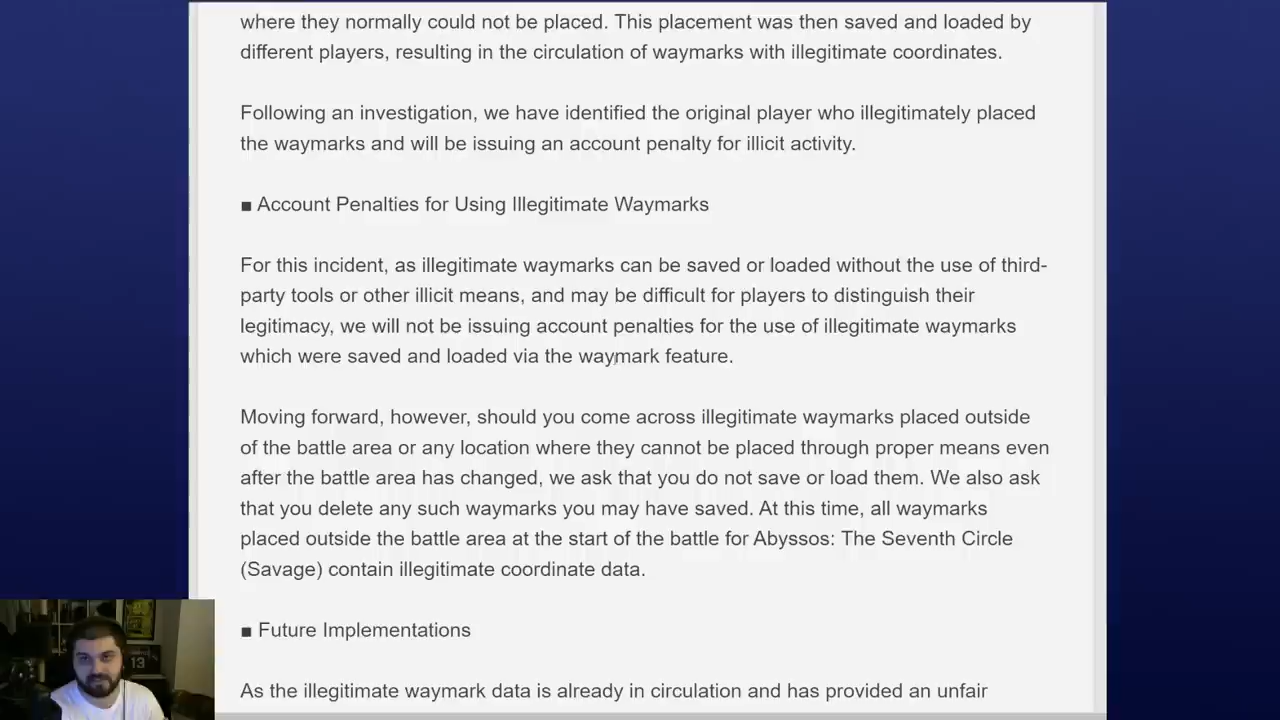 where they normally could not be placed. This placement was then saved and loaded by
different players, resulting in the circulation of waymarks with illegitimate coordinates.
Following an investigation, we have identified the original player who illegitimately placed
the waymarks and will be issuing an account penalty for illicit activity.
■ Account Penalties for Using Illegitimate Waymarks
For this incident, as illegitimate waymarks can be saved or loaded without the use of third-
party tools or other illicit means, and may be difficult for players to distinguish their
legitimacy, we will not be issuing account penalties for the use of illegitimate waymarks
which were saved and loaded via the waymark feature.
Moving forward, however, should you come across illegitimate waymarks placed outside
of the battle area or any location where they cannot be placed through proper means even
after the battle area has changed, we ask that you do not save or load them. We also ask
that you delete any such waymarks you may have saved. At this time, all waymarks
placed outside the battle area at the start of the battle for Abyssos: The Seventh Circle
(Savage) contain illegitimate coordinate data.
■ Future Implementations
As the illegitimate waymark data is already in circulation and has provided an unfair
13